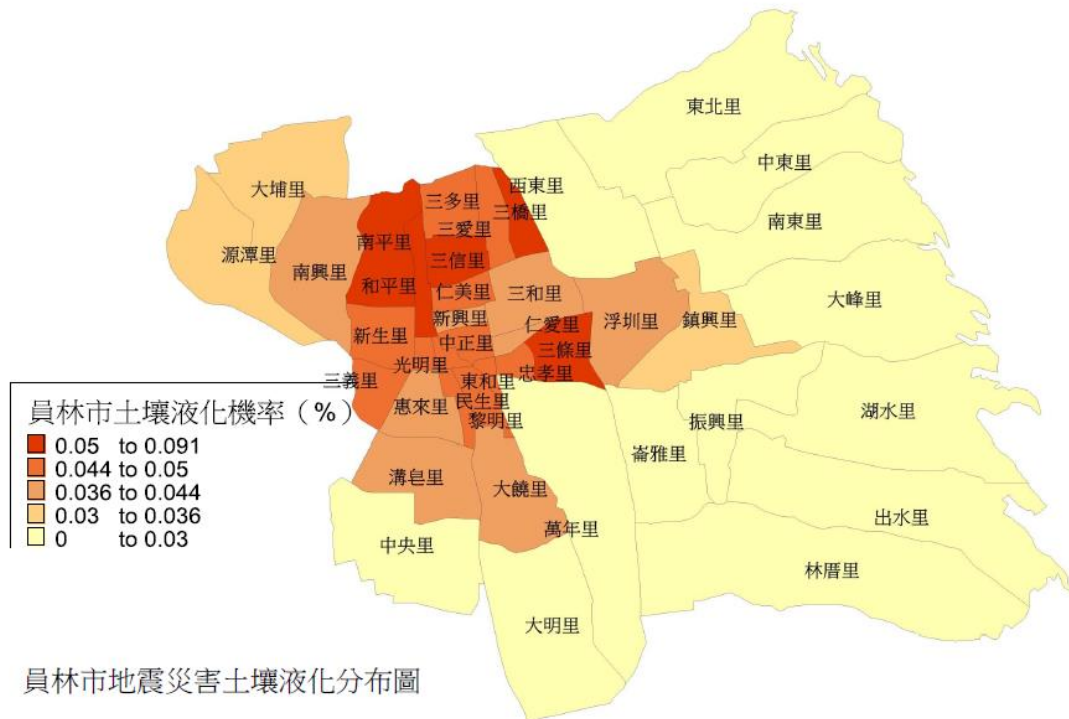 東北里
中東里
西東里
大埔里
三多里
三橋里
南東里
三愛里
南平里
源潭里
三信里
南興里
和平里
仁美里
三和里
大峰里
新興里
仁愛里
浮圳里
鎮興里
新生里
中正里
三條里
光明里
三義里
東和里
忠孝里
民生里
惠來里
黎明里
振興里
湖水里
員林市土壤液化機率（%）
0.05 to 0.091
0.044 to 0.05
0.036 to 0.044
0.03 to 0.036
0 to 0.03
崙雅里
溝皂里
大饒里
出水里
萬年里
中央里
林厝里
大明里
員林市地震災害土壤液化分布圖